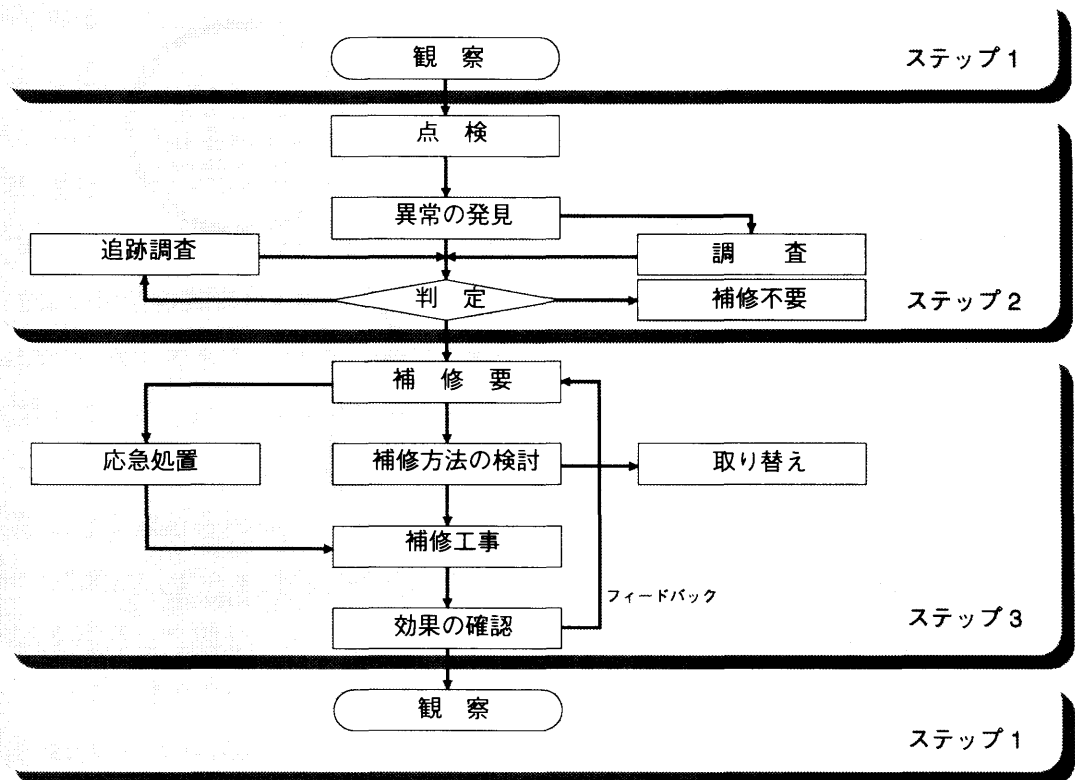 観 察
ステップ 1
点 検
異常の発見
追跡調査
調 査
判 定
補修不要
ステップ 2
補 修 要
応急処置
補修方法の検討
取り替え
補修工事
フィードバック
効果の確認
ステップ 3
観 察
ステップ 1